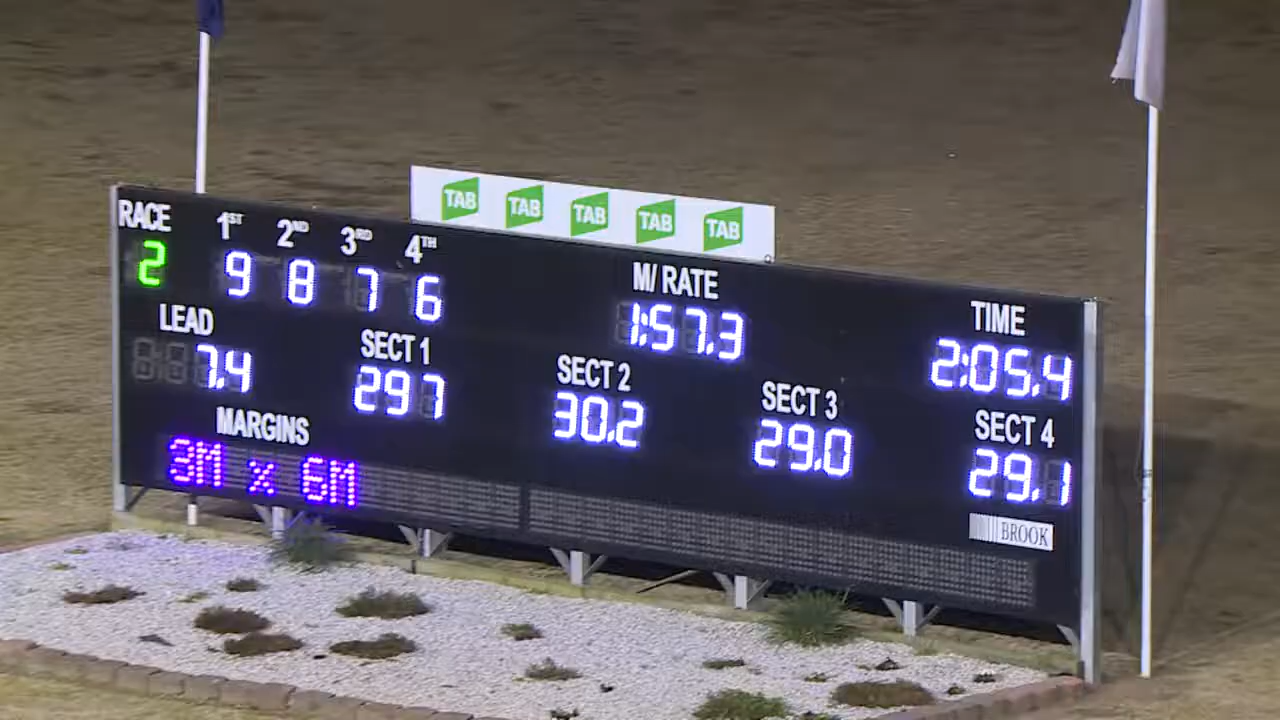 TAB TAB TAB TAB TAB
RACE 1ST 2ND 3RD 4TH
2 9 8 7 6
M/ RATE
1:57.3
TIME
2:05.4
LEAD
7.4
SECT 1
29 7
SECT 2
30.2
SECT 3
29.0
SECT 4
29.1
MARGINS
3M x 6M
BROOK